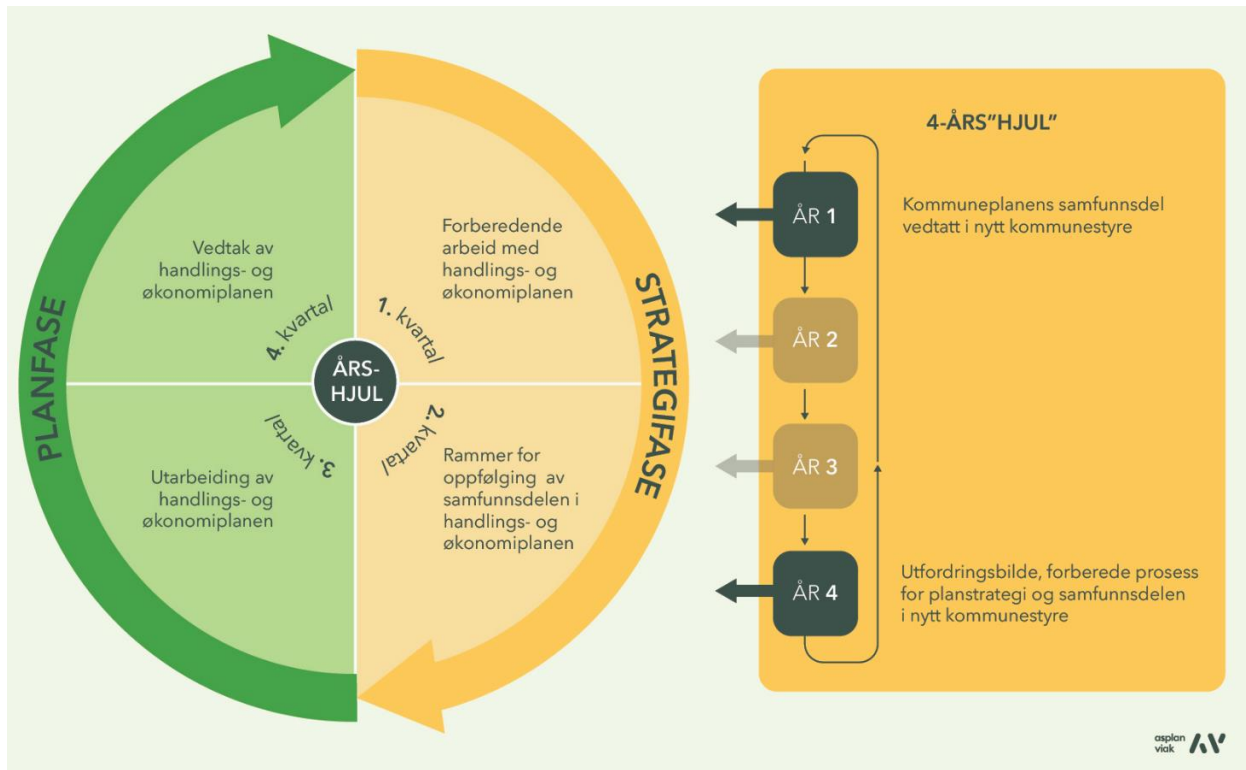 PLANFASE
Vedtak av
handlings- og
økonomiplanen
4. kvartal
Forberedende
arbeid med
handlings- og
økonomiplanen
1. kvartal
ÅRS-
HJUL
STRATEGIFASE
Utarbeiding av
handlings- og
økonomiplanen
3. kvartal
2. kvartal
Rammer for
oppfølging av
samfunnsdelen i
handlings- og
økonomiplanen
4-ÅRS"HJUL"
ÅR 1
Kommuneplanens samfunnsdel
vedtatt i nytt kommunestyre
ÅR 2
ÅR 3
ÅR 4
Utfordringsbilde, forberede prosess
for planstrategi og samfunnsdelen
i nytt kommunestyre
asplan
viak